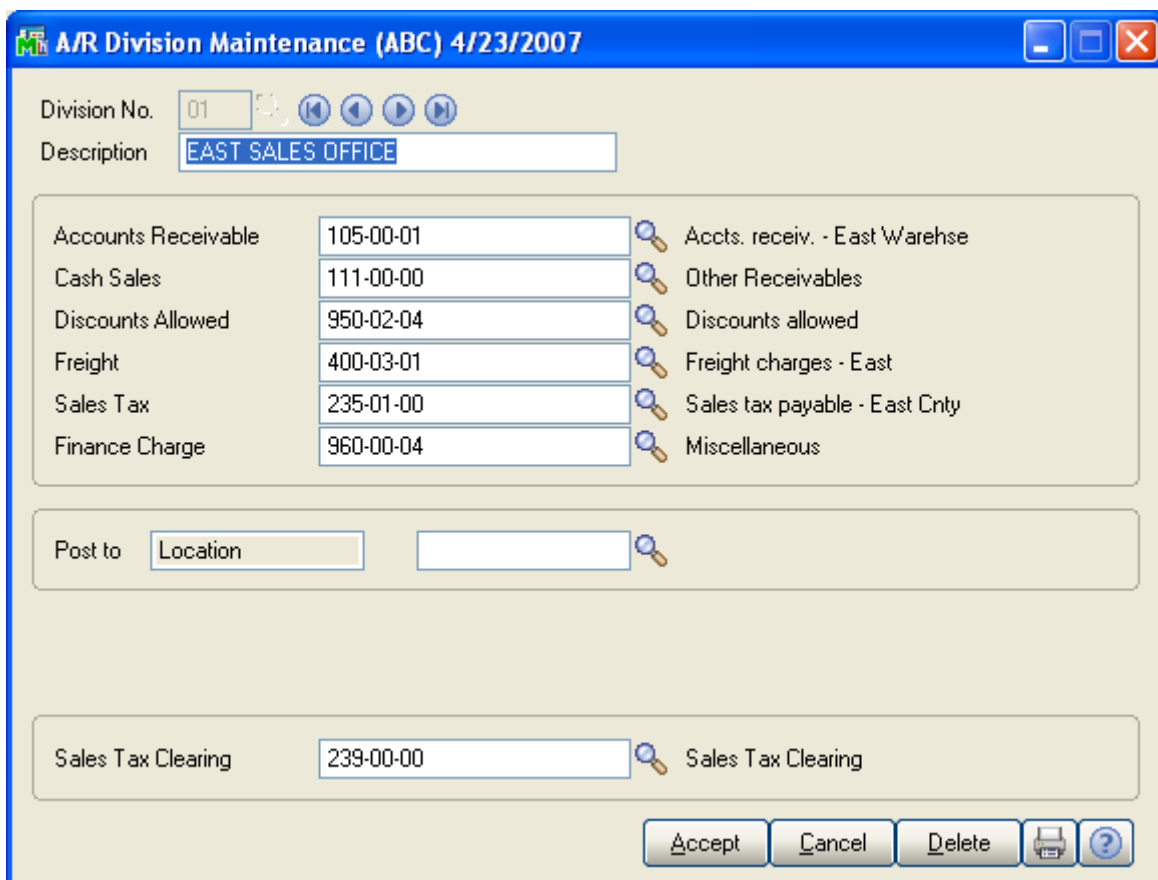 A/R Division Maintenance (ABC) 4/23/2007
Division No. 01
Description EAST SALES OFFICE
Accounts Receivable 105-00-01 Accts. receiv. - East Warehse
Cash Sales 111-00-00 Other Receivables
Discounts Allowed 950-02-04 Discounts allowed
Freight 400-03-01 Freight charges - East
Sales Tax 235-01-00 Sales tax payable - East Cnty
Finance Charge 960-00-04 Miscellaneous
Post to Location
Sales Tax Clearing 239-00-00 Sales Tax Clearing
Accept Cancel Delete ?